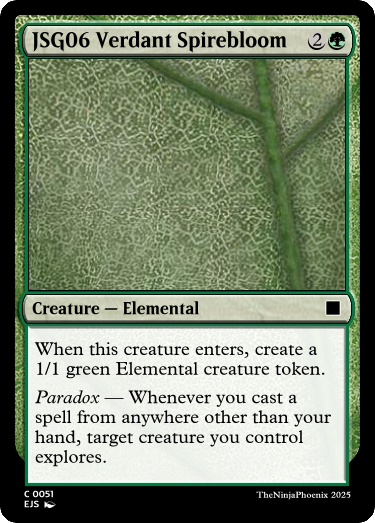 JSG06 Verdant Spirebloom 2
Creature — Elemental
When this creature enters, create a
1/1 green Elemental creature token.
Paradox — Whenever you cast a
spell from anywhere other than your
hand, target creature you control
explores.
C 0051
EJS
TheNinjaPhoenix 2025